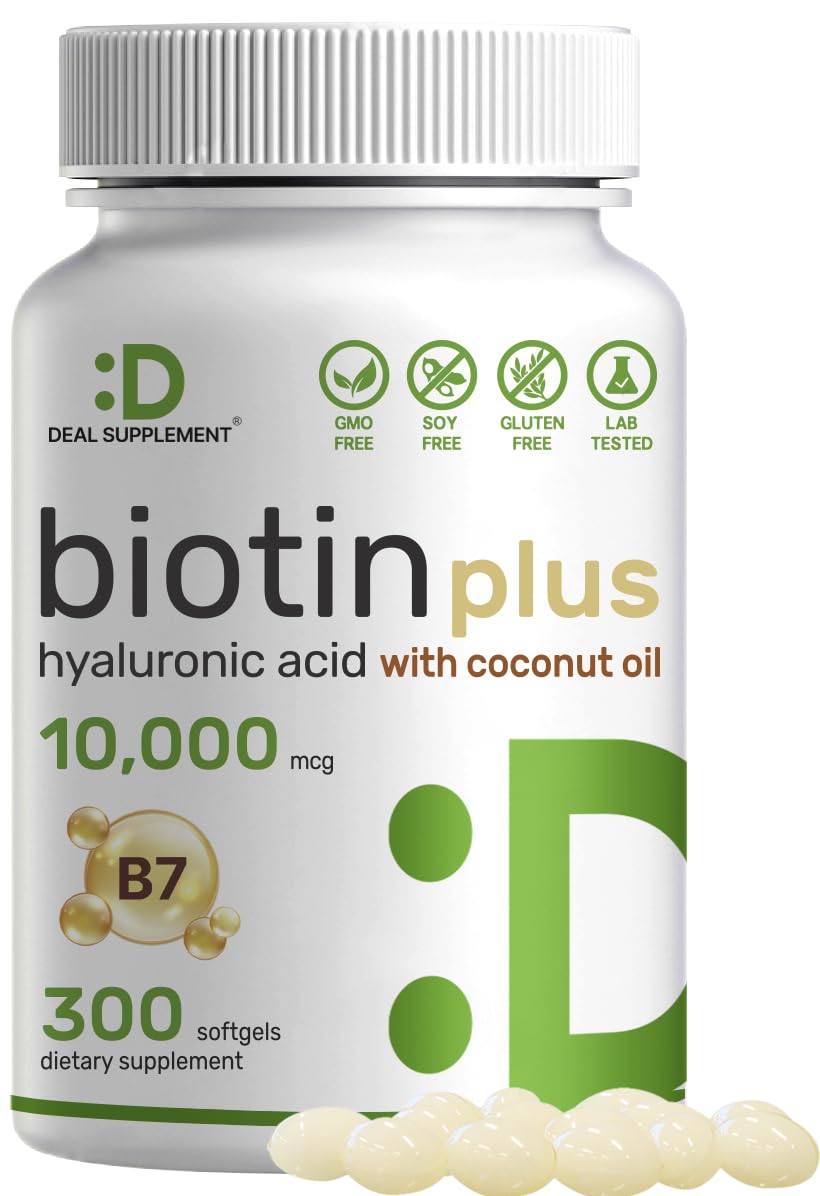 :D
DEAL SUPPLEMENT®
GMO FREE
SOY FREE
GLUTEN FREE
LAB TESTED
biotin plus
hyaluronic acid with coconut oil
10,000 mcg
B7
300 softgels
dietary supplement
:D